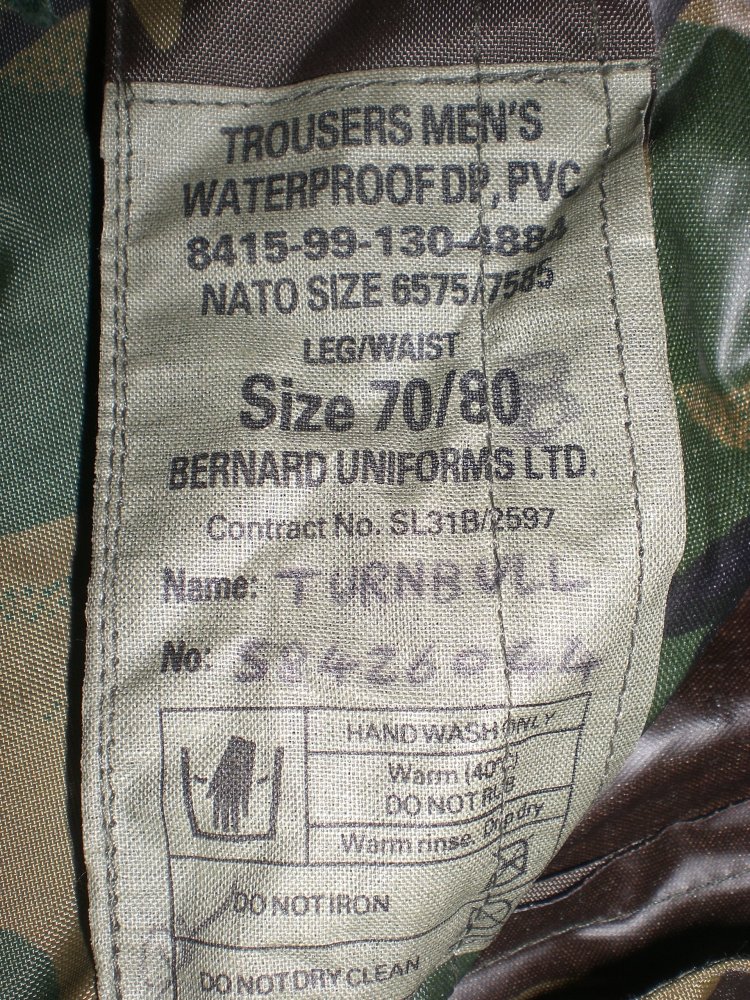 TROUSERS MEN'S
WATERPROOF DP, PVC
8415-99-130-4884
NATO SIZE 6575/7585
LEG/WAIST
Size 70/80
BERNARD UNIFORMS LTD.
Contract No. SL31B/2597
Name: TURNBULL
No:
HAND WASH ONLY
Warm (40°C)
DO NOT RUB
Warm rinse. Drip dry
DO NOT IRON
DO NOT DRY CLEAN